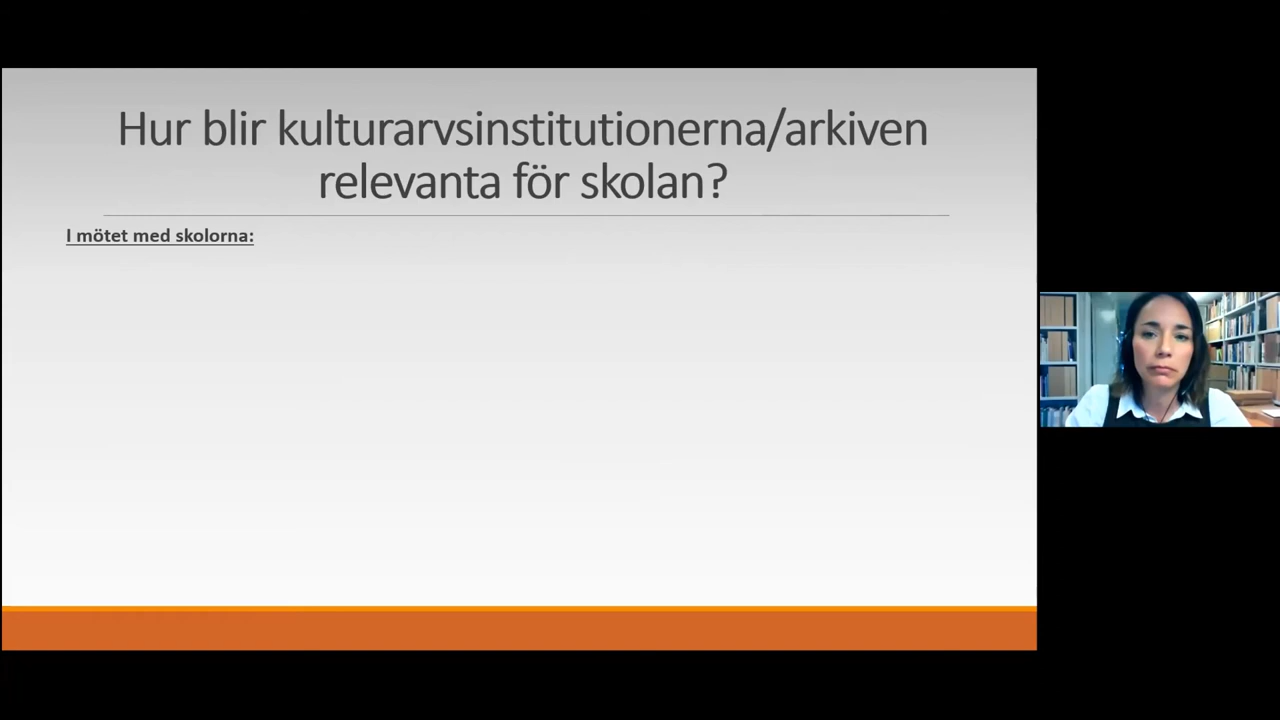 Hur blir kulturarvsinstitutionerna/arkiven
relevanta för skolan?
I mötet med skolorna: